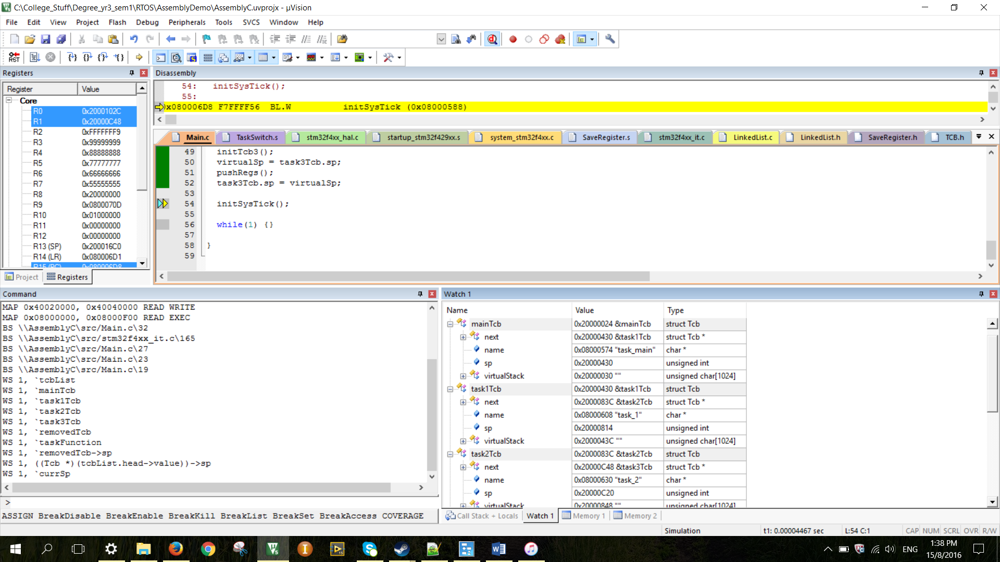 C:\College_Stuff\Degree_yr3_sem1\RTOS\AssemblyDemo\AssemblyC.uvprojx - µVision
File Edit View Project Flash Debug Peripherals Tools SVCS Window Help
RST
Registers
Register Value
Core
R0 0x2000102C
R1 0x20000C48
R2 0xFFFFFFF9
R3 0x99999999
R4 0x88888888
R5 0x77777777
R6 0x66666666
R7 0x55555555
R8 0x20000000
R9 0x0800070D
R10 0x01000000
R11 0x00000000
R12 0x00000000
R13 (SP) 0x200016C0
R14 (LR) 0x080006D1
R15 (PC) 0x080006D8
Project Registers
Disassembly
54: initSysTick();
55:
0x080006D8 F7FFFF56 BL.W initSysTick (0x08000588)
Main.c TaskSwitch.s stm32f4xx_hal.c startup_stm32f429xx.s system_stm32f4xx.c SaveRegister.s stm32f4xx_it.c LinkedList.c LinkedList.h SaveRegister.h TCB.h
49 initTcb3();
50 virtualSp = task3Tcb.sp;
51 pushRegs();
52 task3Tcb.sp = virtualSp;
53
54 initSysTick();
55
56 while(1) {}
57
58 }
59
Command
MAP 0x40020000, 0x40040000 READ WRITE
MAP 0x08000000, 0x08000F00 READ EXEC
BS \\AssemblyC\src/Main.c\32
BS \\AssemblyC\src/stm32f4xx_it.c\165
BS \\AssemblyC\src/Main.c\27
BS \\AssemblyC\src/Main.c\23
BS \\AssemblyC\src/Main.c\19
WS 1, `tcbList
WS 1, `mainTcb
WS 1, `task1Tcb
WS 1, `task2Tcb
WS 1, `task3Tcb
WS 1, `removedTcb
WS 1, `taskFunction
WS 1, `removedTcb->sp
WS 1, ((Tcb *)(tcbList.head->value))->sp
WS 1, `currSp
>
ASSIGN BreakDisable BreakEnable BreakKill BreakList BreakSet BreakAccess COVERAGE
Watch 1
Name Value Type
mainTcb 0x20000024 &mainTcb struct Tcb
next 0x20000430 &task1Tcb struct Tcb *
name 0x08000574 "task_main" char *
sp 0x20000430 unsigned int
virtualStack 0x20000030 "" unsigned char[1024]
task1Tcb 0x20000430 &task1Tcb struct Tcb
next 0x2000083C &task2Tcb struct Tcb *
name 0x08000608 "task_1" char *
sp 0x20000814 unsigned int
virtualStack 0x2000043C "" unsigned char[1024]
task2Tcb 0x2000083C &task2Tcb struct Tcb
next 0x20000C48 &task3Tcb struct Tcb *
name 0x08000630 "task_2" char *
sp 0x20000C20 unsigned int
virtualStack 0x20000848 "" unsigned char[1024]
Call Stack + Locals Watch 1 Memory 1 Memory 2
Simulation t1: 0.00004467 sec L:54 C:1 CAP NUM SCRL OVR R/W
ENG
1:38 PM
15/8/2016